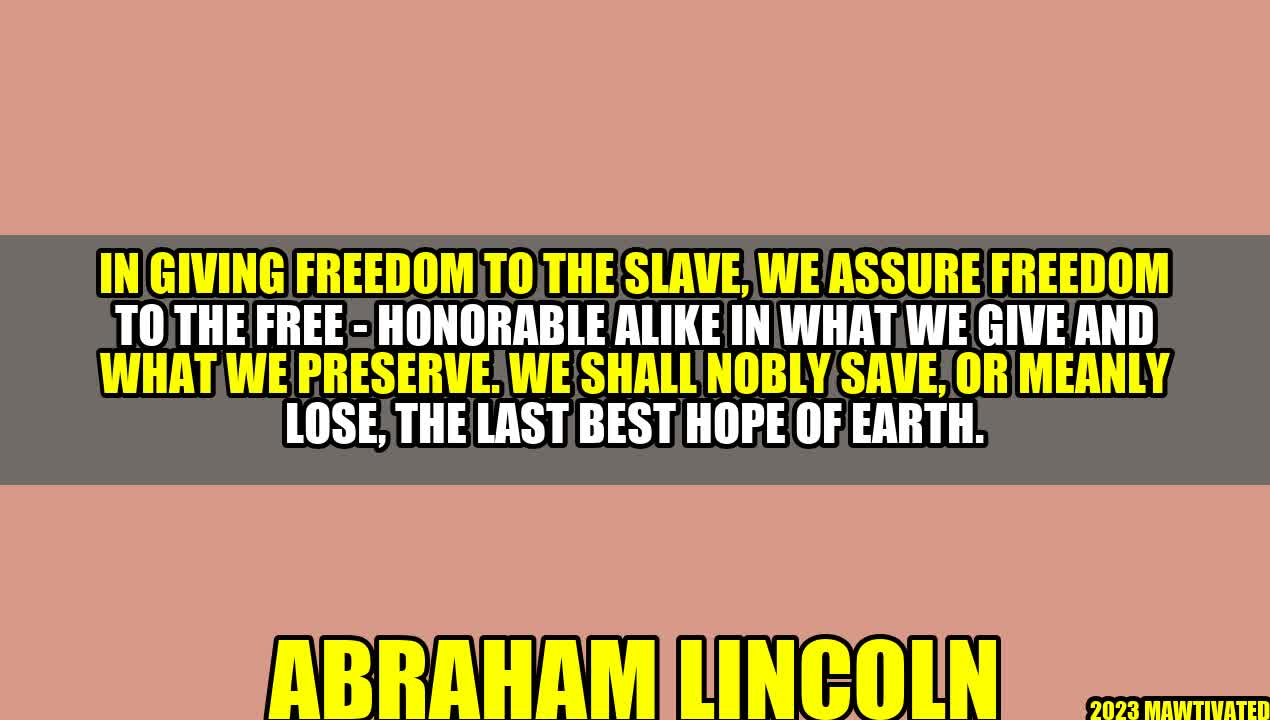 IN GIVING FREEDOM TO THE SLAVE, WE ASSURE FREEDOM
TO THE FREE - HONORABLE ALIKE IN WHAT WE GIVE AND
WHAT WE PRESERVE. WE SHALL NOBLY SAVE, OR MEANLY
LOSE, THE LAST BEST HOPE OF EARTH.
ABRAHAM LINCOLN
2023 MAWTIVATED